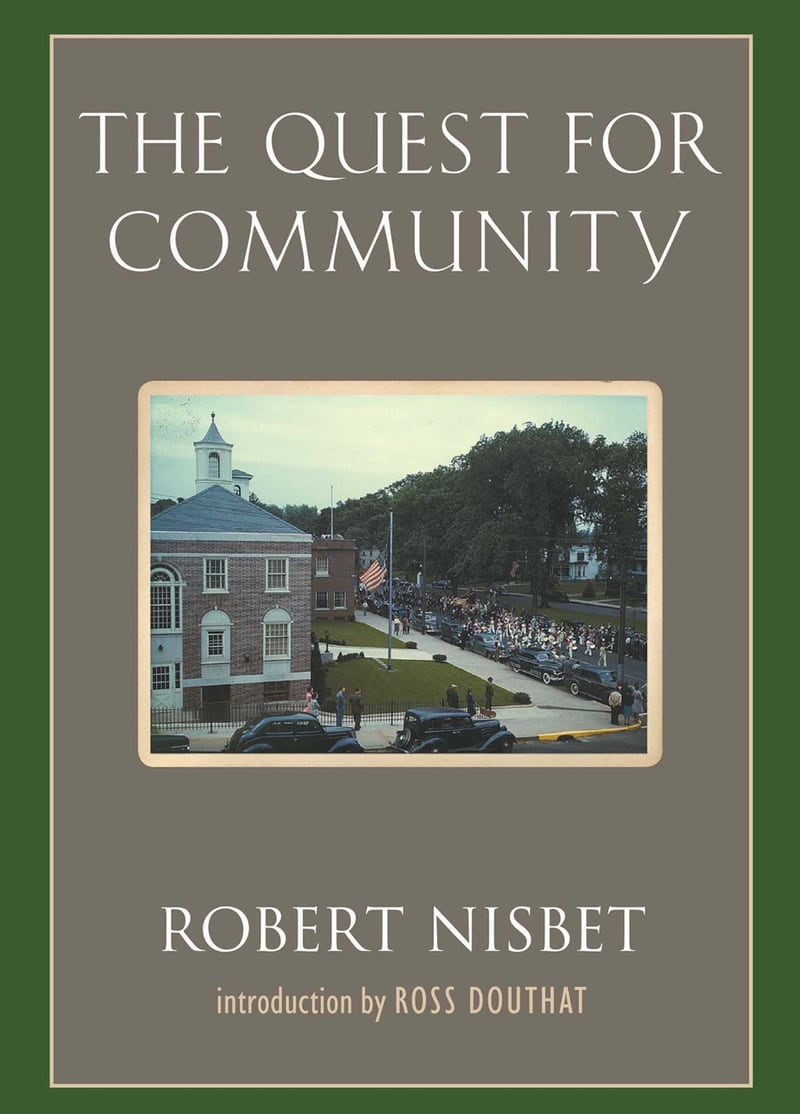 THE QUEST FOR
COMMUNITY
ROBERT NISBET
introduction by ROSS DOUTHAT